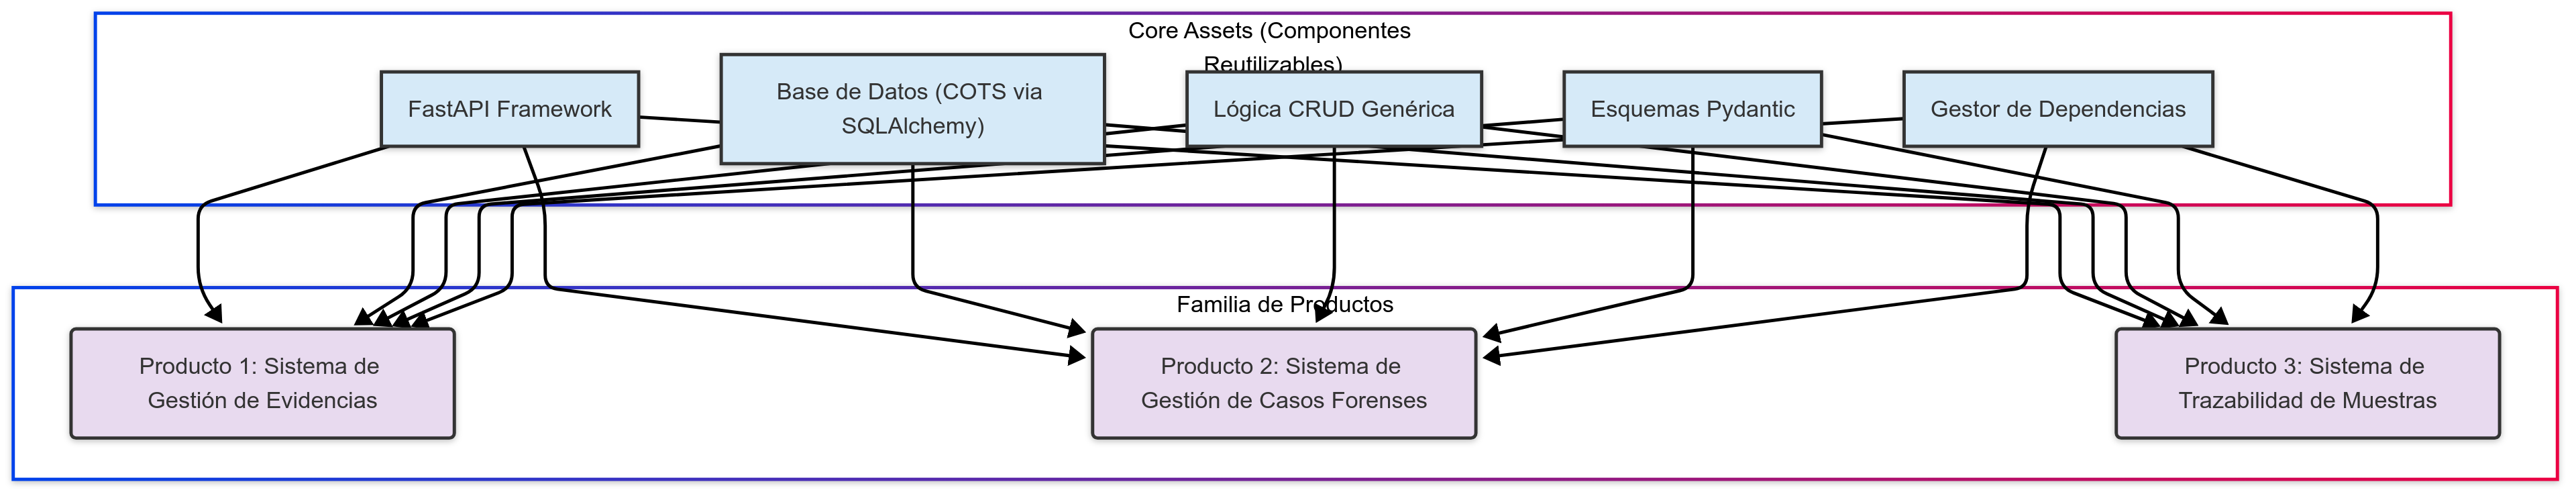 Core Assets (Componentes
Reutilizables)
FastAPI Framework
Base de Datos (COTS via
SQLAlchemy)
Lógica CRUD Genérica
Esquemas Pydantic
Gestor de Dependencias
Familia de Productos
Producto 1: Sistema de
Gestión de Evidencias
Producto 2: Sistema de
Gestión de Casos Forenses
Producto 3: Sistema de
Trazabilidad de Muestras